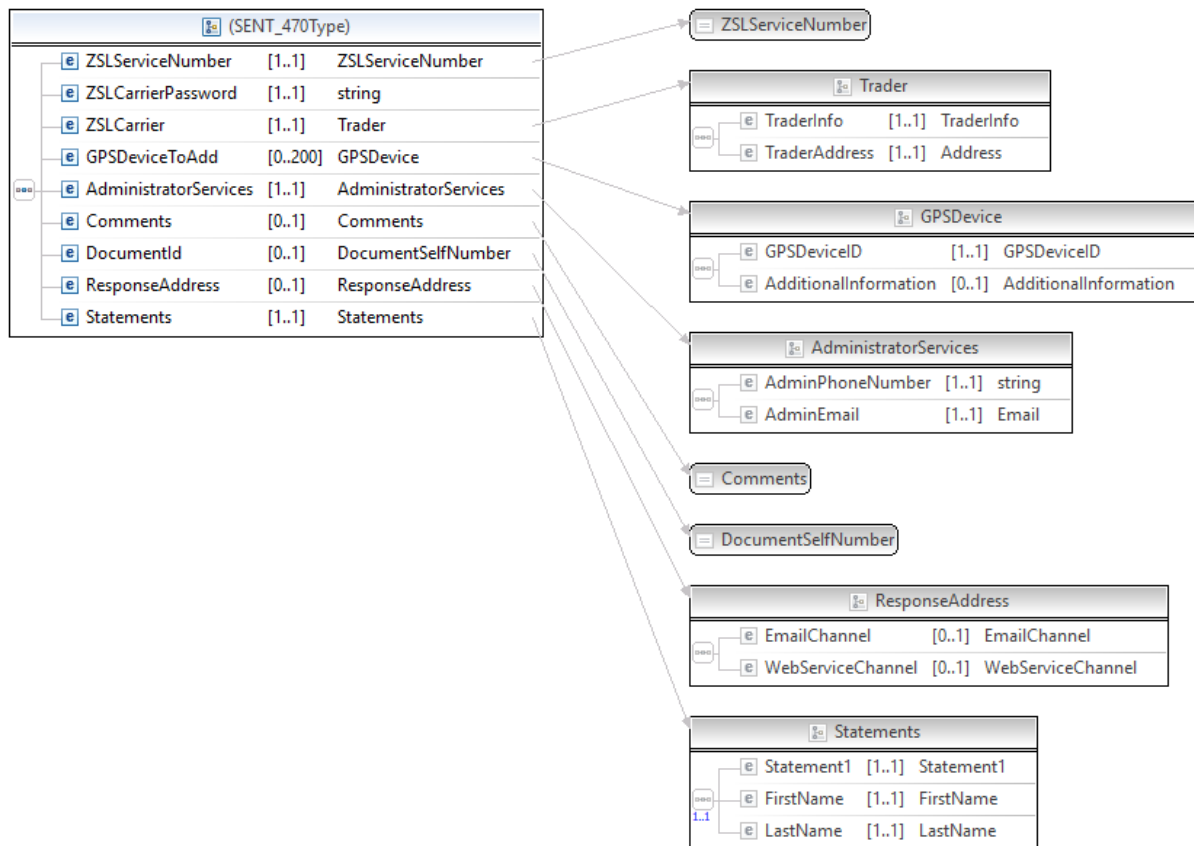 (SENT_470Type)
ZSLServiceNumber [1..1] ZSLServiceNumber
ZSLCarrierPassword [1..1] string
ZSLCarrier [1..1] Trader
GPSDeviceToAdd [0..200] GPSDevice
AdministratorServices [1..1] AdministratorServices
Comments [0..1] Comments
DocumentId [0..1] DocumentSelfNumber
ResponseAddress [0..1] ResponseAddress
Statements [1..1] Statements
ZSLServiceNumber
Trader
TraderInfo [1..1] TraderInfo
TraderAddress [1..1] Address
GPSDevice
GPSDeviceID [1..1] GPSDeviceID
AdditionalInformation [0..1] AdditionalInformation
AdministratorServices
AdminPhoneNumber [1..1] string
AdminEmail [1..1] Email
Comments
DocumentSelfNumber
ResponseAddress
EmailChannel [0..1] EmailChannel
WebServiceChannel [0..1] WebServiceChannel
Statements
Statement1 [1..1] Statement1
FirstName [1..1] FirstName
1..1
LastName [1..1] LastName